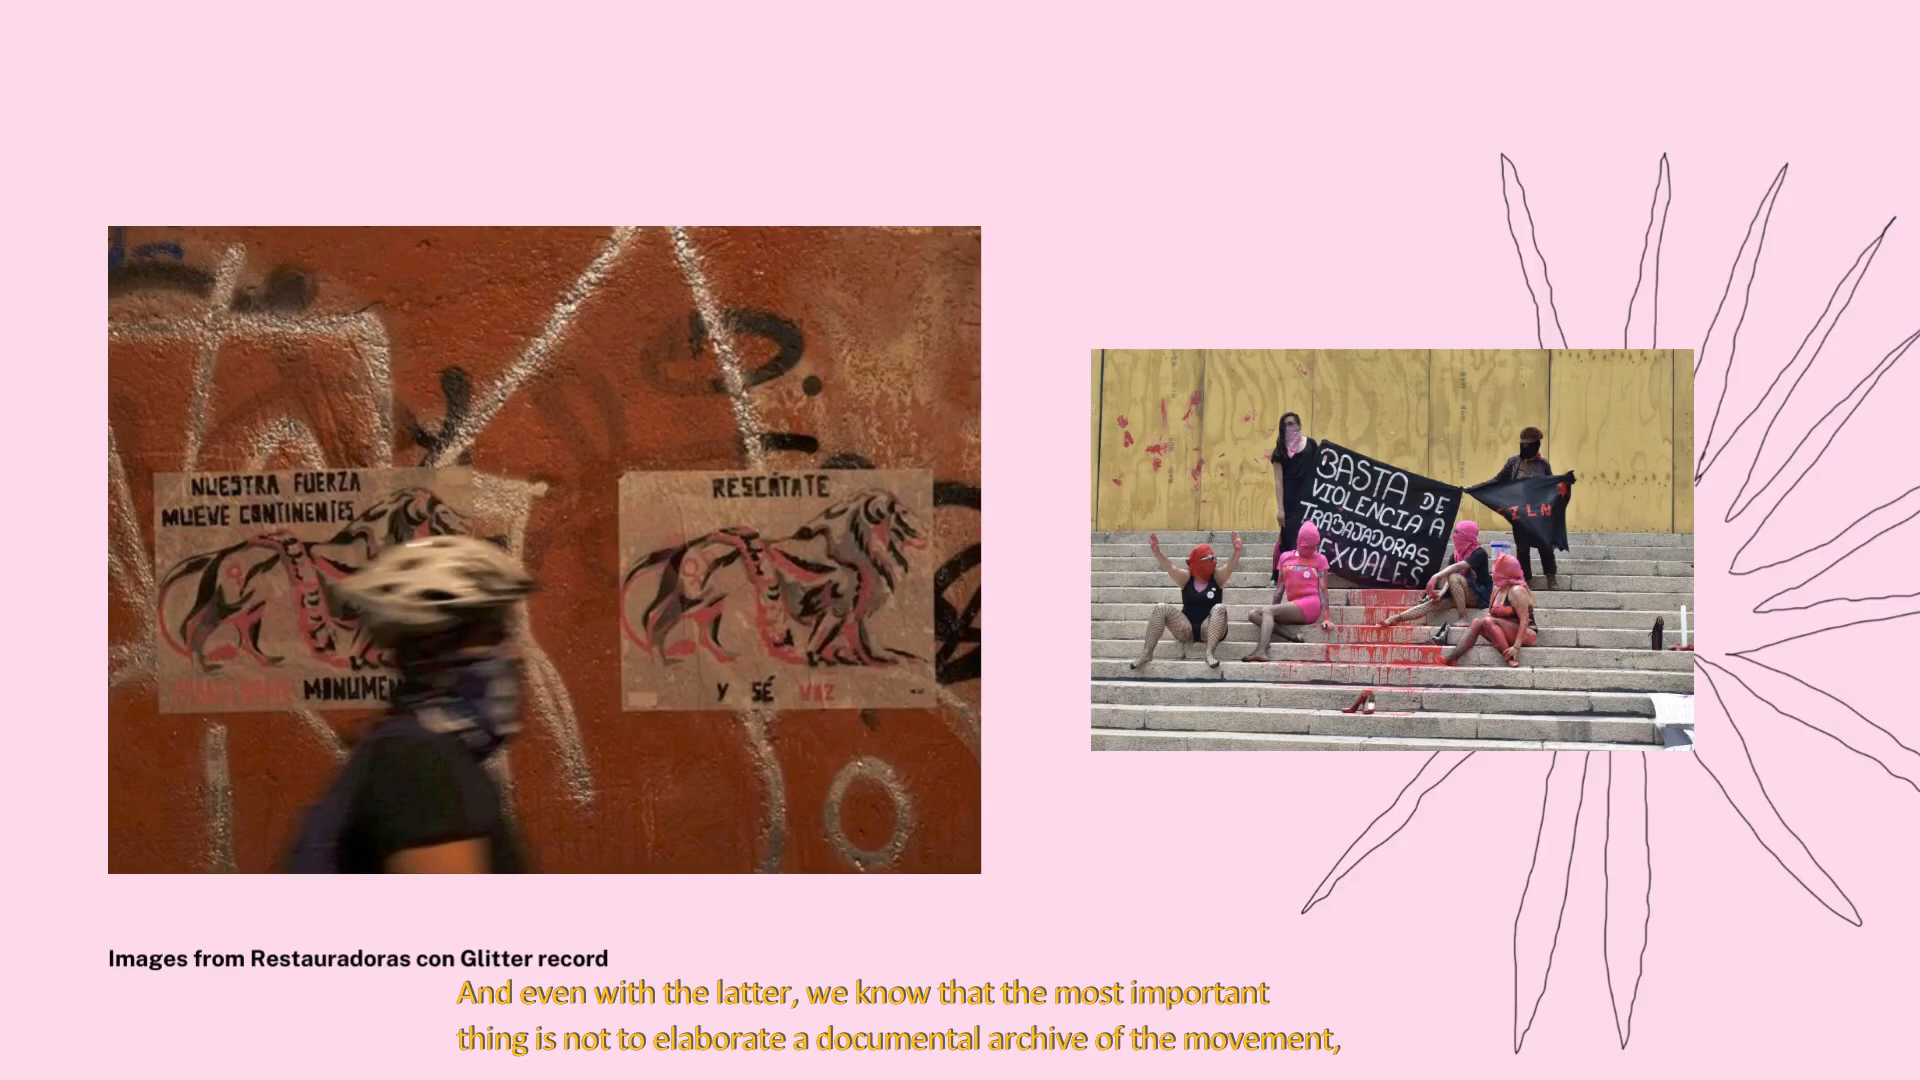 NUESTRA FUERZA
MUEVE CONTINENTES
RESCÁTATE
Y SÉ VOZ
BASTA DE
VIOLENCIA A
TRABAJADORAS
SEXUALES
EZLN
Images from Restauradoras con Glitter record
And even with the latter, we know that the most important
thing is not to elaborate a documental archive of the movement,